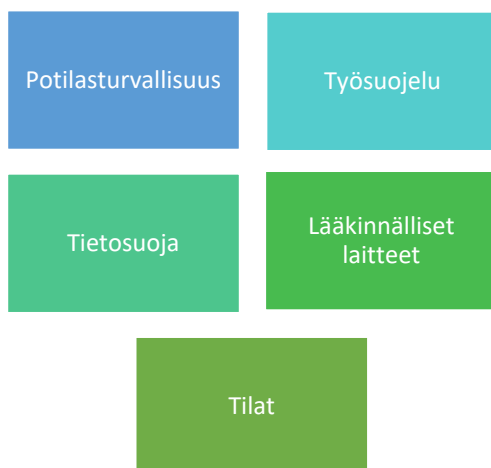 Potilasturvallisuus
Työsuojelu
Tietosuoja
Lääkinnälliset
laitteet
Tilat